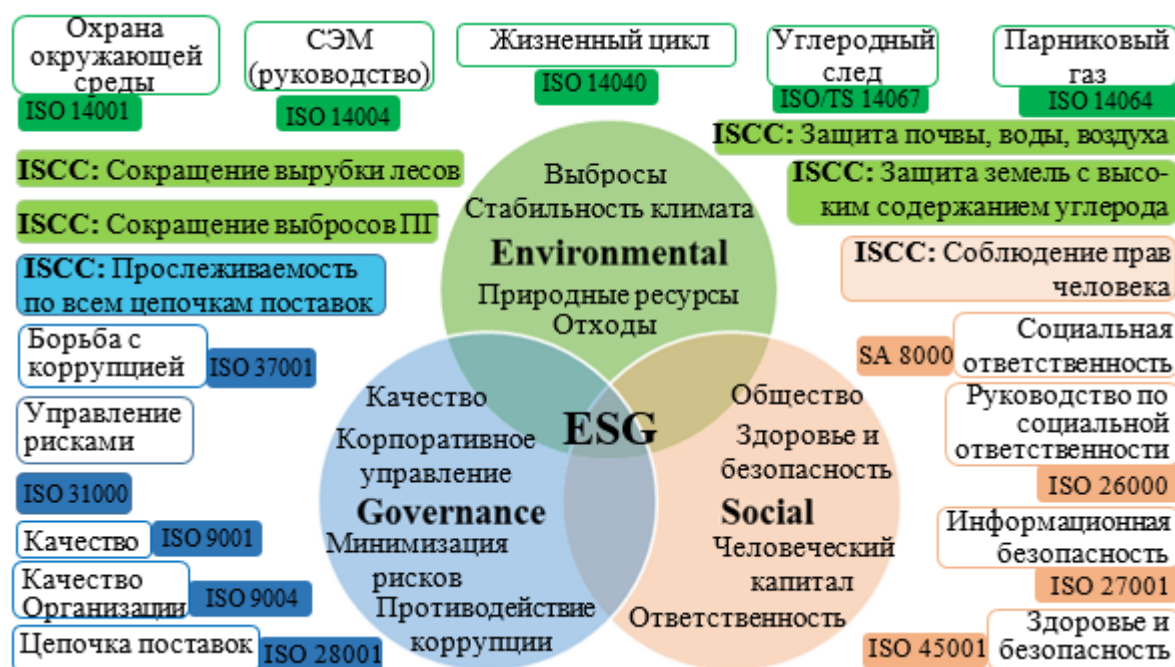 Охрана
окружающей
среды
ISO 14001
СЭМ
(руководство)
ISO 14004
Жизненный цикл
ISO 14040
Углеродный
след
ISO/TS 14067
Парниковый
газ
ISO 14064
ISCC: Сокращение вырубки лесов
ISCC: Сокращение выбросов ПГ
ISCC: Прослеживаемость
по всем цепочкам поставок
Борьба с
коррупцией
ISO 37001
Управление
рисками
ISO 31000
Качество
ISO 9001
Качество
Организации
ISO 9004
Цепочка поставок
ISO 28001
Выбросы
Стабильность климата
Environmental
Природные ресурсы
Отходы
ESG
Качество
Корпоративное
управление
Governance
Минимизация
рисков
Противодействие
коррупции
Общество
Здоровье и
безопасность
Social
Человеческий
капитал
Ответственность
ISCC: Защита почвы, воды, воздуха
ISCC: Защита земель с высо-
ким содержанием углерода
ISCC: Соблюдение прав
человека
SA 8000
Социальная
ответственность
Руководство по
социальной
ответственности
ISO 26000
Информационная
безопасность
ISO 27001
ISO 45001
Здоровье и
безопасность